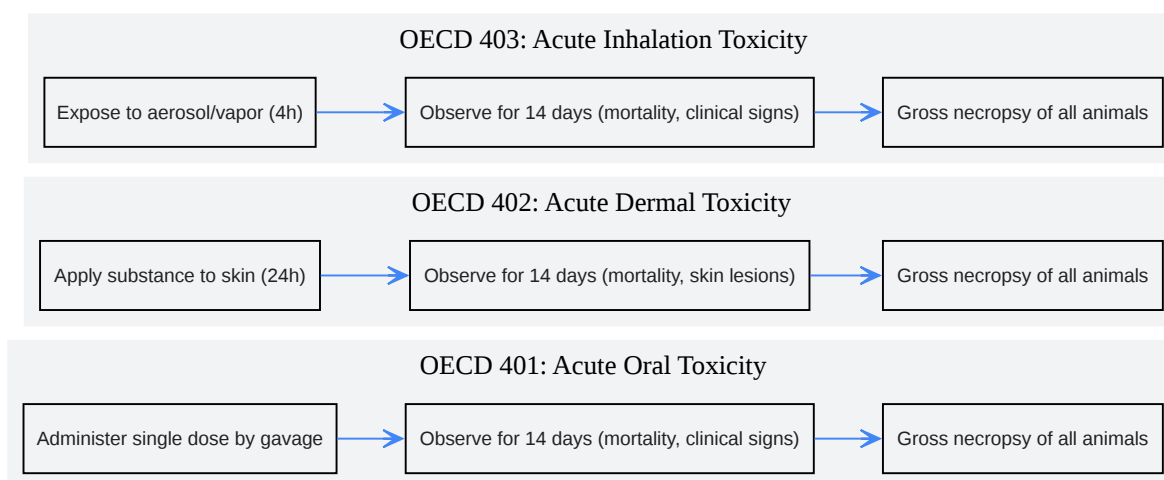 OECD 403: Acute Inhalation Toxicity
Expose to aerosol/vapor (4h)
Observe for 14 days (mortality, clinical signs)
Gross necropsy of all animals
OECD 402: Acute Dermal Toxicity
Apply substance to skin (24h)
Observe for 14 days (mortality, skin lesions)
Gross necropsy of all animals
OECD 401: Acute Oral Toxicity
Administer single dose by gavage
Observe for 14 days (mortality, clinical signs)
Gross necropsy of all animals